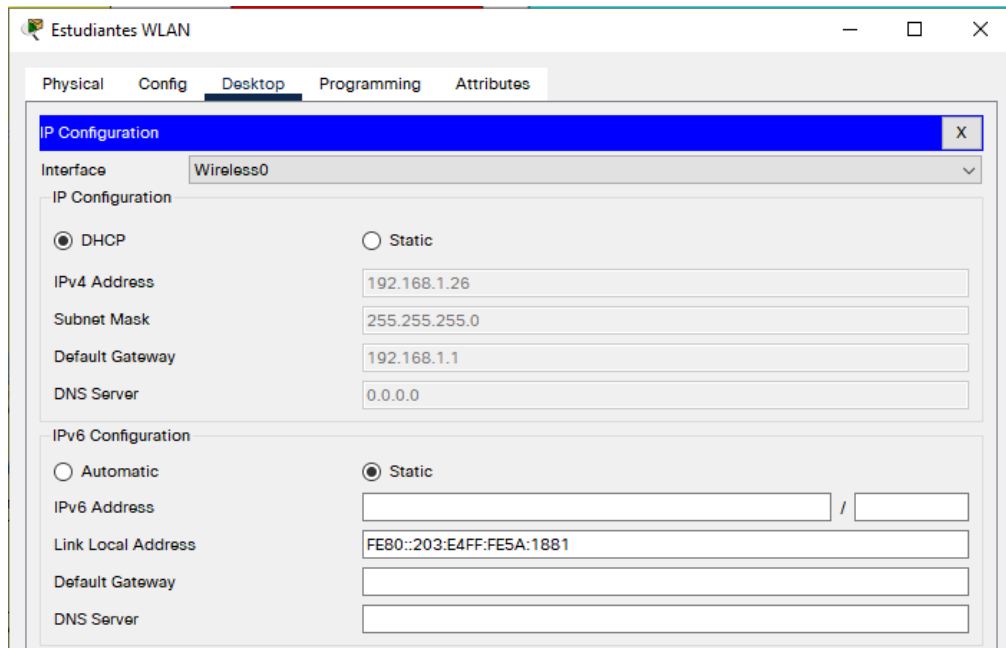 Estudiantes WLAN
Physical Config Desktop Programming Attributes
IP Configuration X
Interface Wireless0
IP Configuration
DHCP Static
IPv4 Address 192.168.1.26
Subnet Mask 255.255.255.0
Default Gateway 192.168.1.1
DNS Server 0.0.0.0
IPv6 Configuration
Automatic Static
IPv6 Address /
Link Local Address FE80::203:E4FF:FE5A:1881
Default Gateway
DNS Server